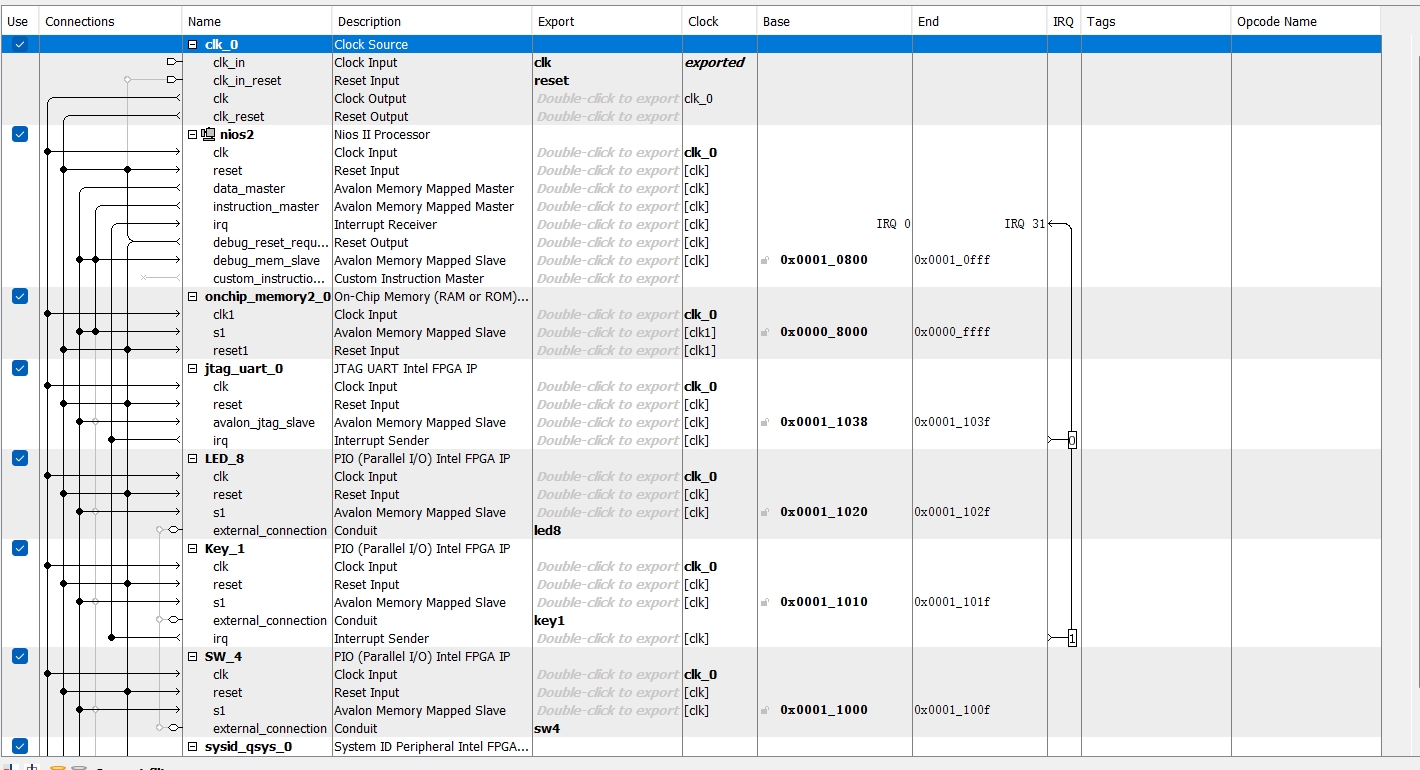 Use Connections Name Description Export Clock Base End IRQ Tags Opcode Name
clk_0 Clock Source
clk_in Clock Input clk exported
clk_in_reset Reset Input reset
clk Clock Output Double-click to export clk_0
clk_reset Reset Output Double-click to export
nios2 Nios II Processor
clk Clock Input Double-click to export clk_0
reset Reset Input Double-click to export [clk]
data_master Avalon Memory Mapped Master Double-click to export [clk]
instruction_master Avalon Memory Mapped Master Double-click to export [clk]
irq Interrupt Receiver Double-click to export [clk] IRQ 0 IRQ 31
debug_reset_requ... Reset Output Double-click to export [clk]
debug_mem_slave Avalon Memory Mapped Slave Double-click to export [clk] 0x0001_0800 0x0001_0fff
custom_instructio... Custom Instruction Master Double-click to export
onchip_memory2_0 On-Chip Memory (RAM or ROM)...
clk1 Clock Input Double-click to export clk_0
s1 Avalon Memory Mapped Slave Double-click to export [clk1] 0x0000_8000 0x0000_ffff
reset1 Reset Input Double-click to export [clk1]
jtag_uart_0 JTAG UART Intel FPGA IP
clk Clock Input Double-click to export clk_0
reset Reset Input Double-click to export [clk]
avalon_jtag_slave Avalon Memory Mapped Slave Double-click to export [clk] 0x0001_1038 0x0001_103f
irq Interrupt Sender Double-click to export [clk] 0
LED_8 PIO (Parallel I/O) Intel FPGA IP
clk Clock Input Double-click to export clk_0
reset Reset Input Double-click to export [clk]
s1 Avalon Memory Mapped Slave Double-click to export [clk] 0x0001_1020 0x0001_102f
external_connection Conduit led8
Key_1 PIO (Parallel I/O) Intel FPGA IP
clk Clock Input Double-click to export clk_0
reset Reset Input Double-click to export [clk]
s1 Avalon Memory Mapped Slave Double-click to export [clk] 0x0001_1010 0x0001_101f
external_connection Conduit key1
irq Interrupt Sender Double-click to export [clk] 1
SW_4 PIO (Parallel I/O) Intel FPGA IP
clk Clock Input Double-click to export clk_0
reset Reset Input Double-click to export [clk]
s1 Avalon Memory Mapped Slave Double-click to export [clk] 0x0001_1000 0x0001_100f
external_connection Conduit sw4
sysid_qsys_0 System ID Peripheral Intel FPGA...